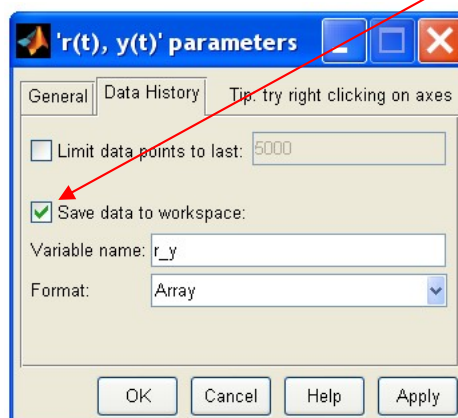 'r(t), y(t)' parameters
General Data History Tip: try right clicking on axes
Limit data points to last: 5000
Save data to workspace:
Variable name: r_y
Format: Array
OK Cancel Help Apply